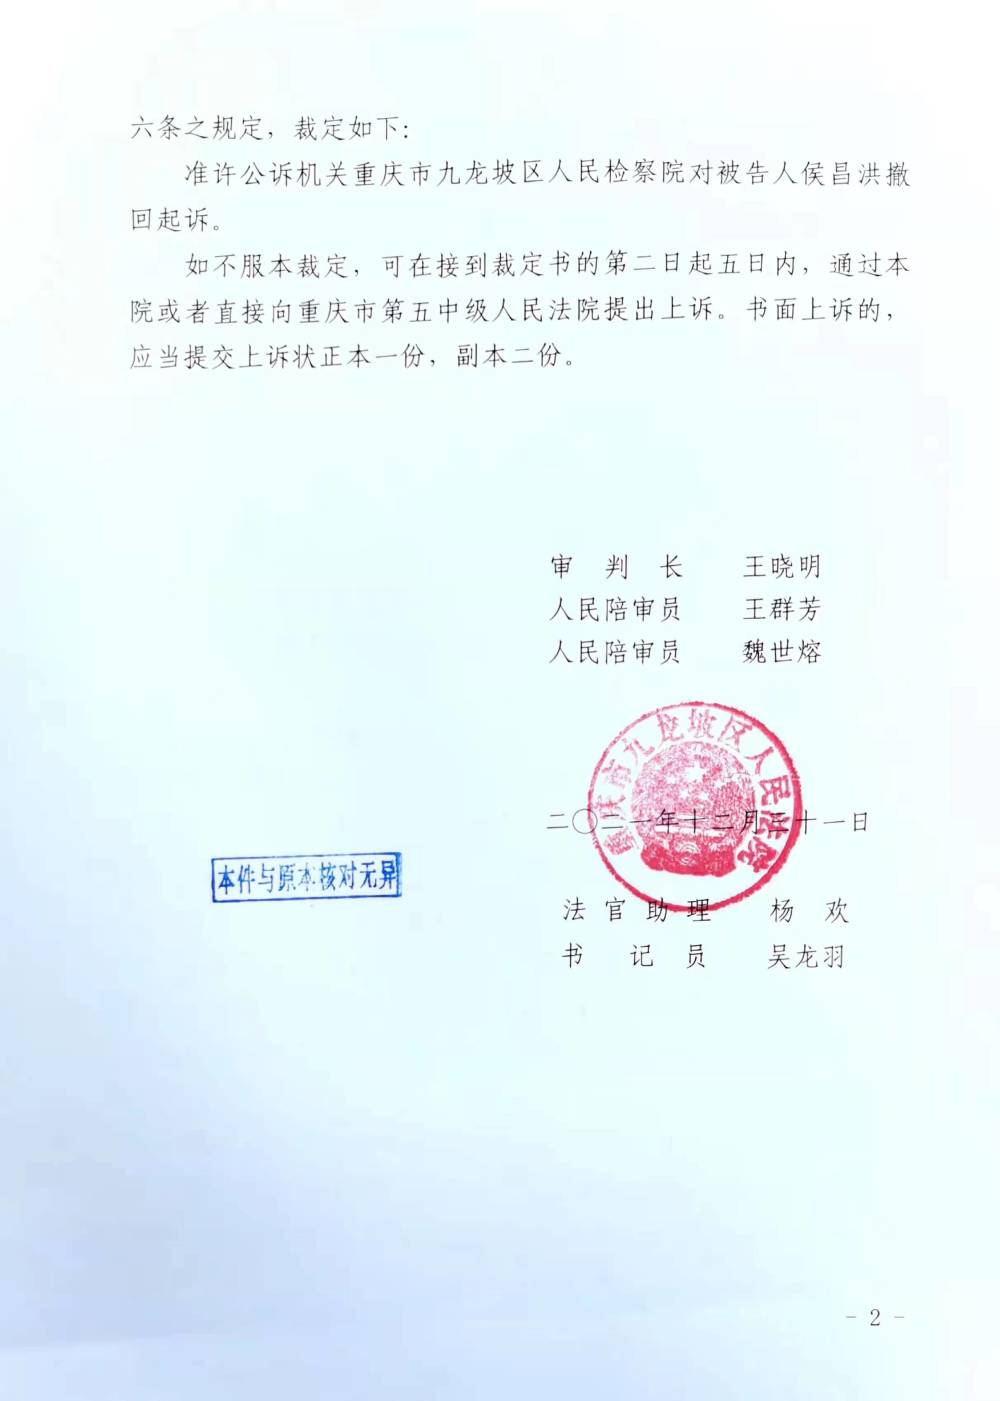 六条之规定，裁定如下：
准许公诉机关重庆市九龙坡区人民检察院对被告人侯昌洪撤
回起诉。
如不服本裁定，可在接到裁定书的第二日起五日内，通过本
院或者直接向重庆市第五中级人民法院提出上诉。书面上诉的，
应当提交上诉状正本一份，副本二份。
审判长 王晓明
人民陪审员 王群芳
人民陪审员 魏世熔
重庆市九龙坡区人民法院
二〇二一年十二月三十一日
本件与原本核对无异
法官助理 杨欢
书记员 吴龙羽
- 2 -